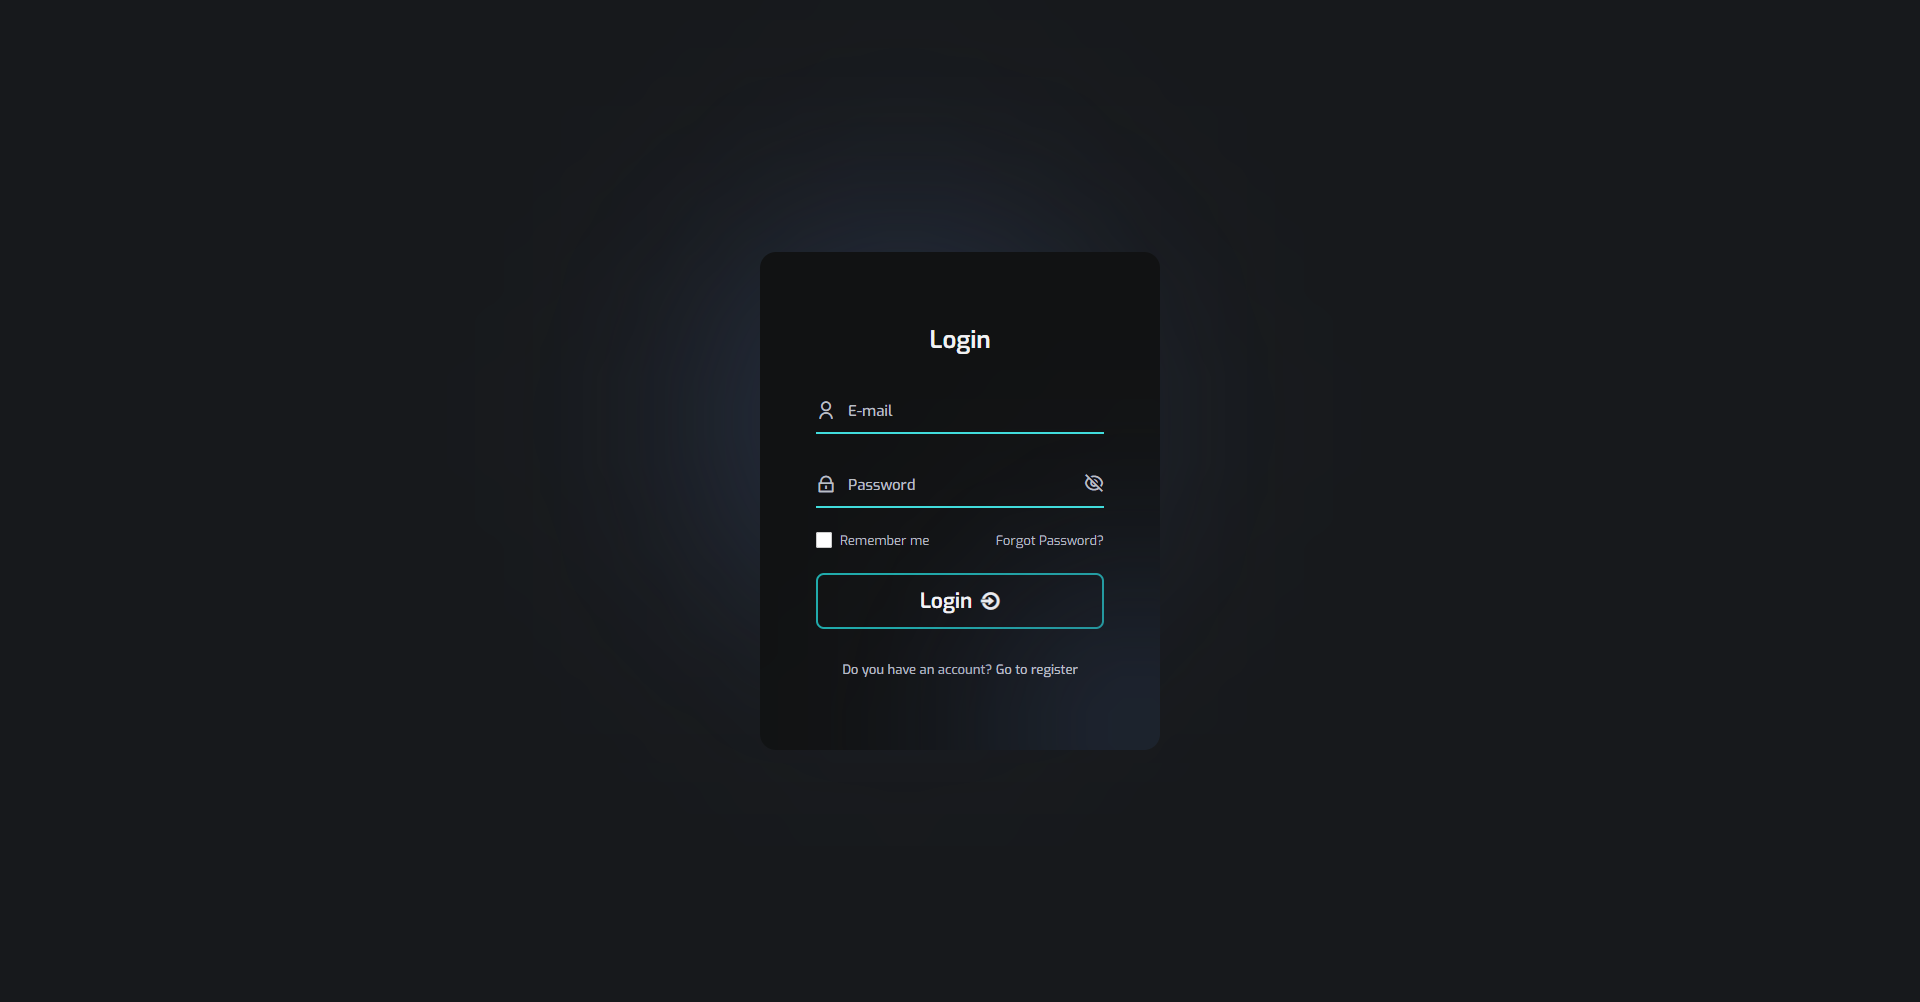 Login
E-mail
Password
Remember me Forgot Password?
Login
Do you have an account? Go to register